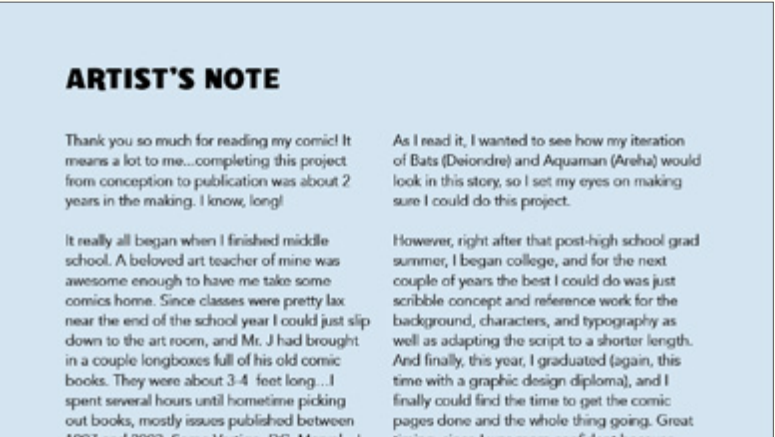 ARTIST'S NOTE
Thank you so much for reading my comic! It
means a lot to me...completing this project
from conception to publication was about 2
years in the making. I know, long!
It really all began when I finished middle
school. A beloved art teacher of mine was
awesome enough to have me take some
comics home. Since classes were pretty lax
near the end of the school year I could just slip
down to the art room, and Mr. J had brought
in a couple longboxes full of his old comic
books. They were about 3-4 feet long...I
spent several hours until hometime picking
out books, mostly issues published between
As I read it, I wanted to see how my iteration
of Bats (Deiondre) and Aquaman (Areha) would
look in this story, so I set my eyes on making
sure I could do this project.
However, right after that post-high school grad
summer, I began college, and for the next
couple of years the best I could do was just
scribble concept and reference work for the
background, characters, and typography as
well as adapting the script to a shorter length.
And finally, this year, I graduated (again, this
time with a graphic design diploma), and I
finally could find the time to get the comic
pages done and the whole thing going. Great